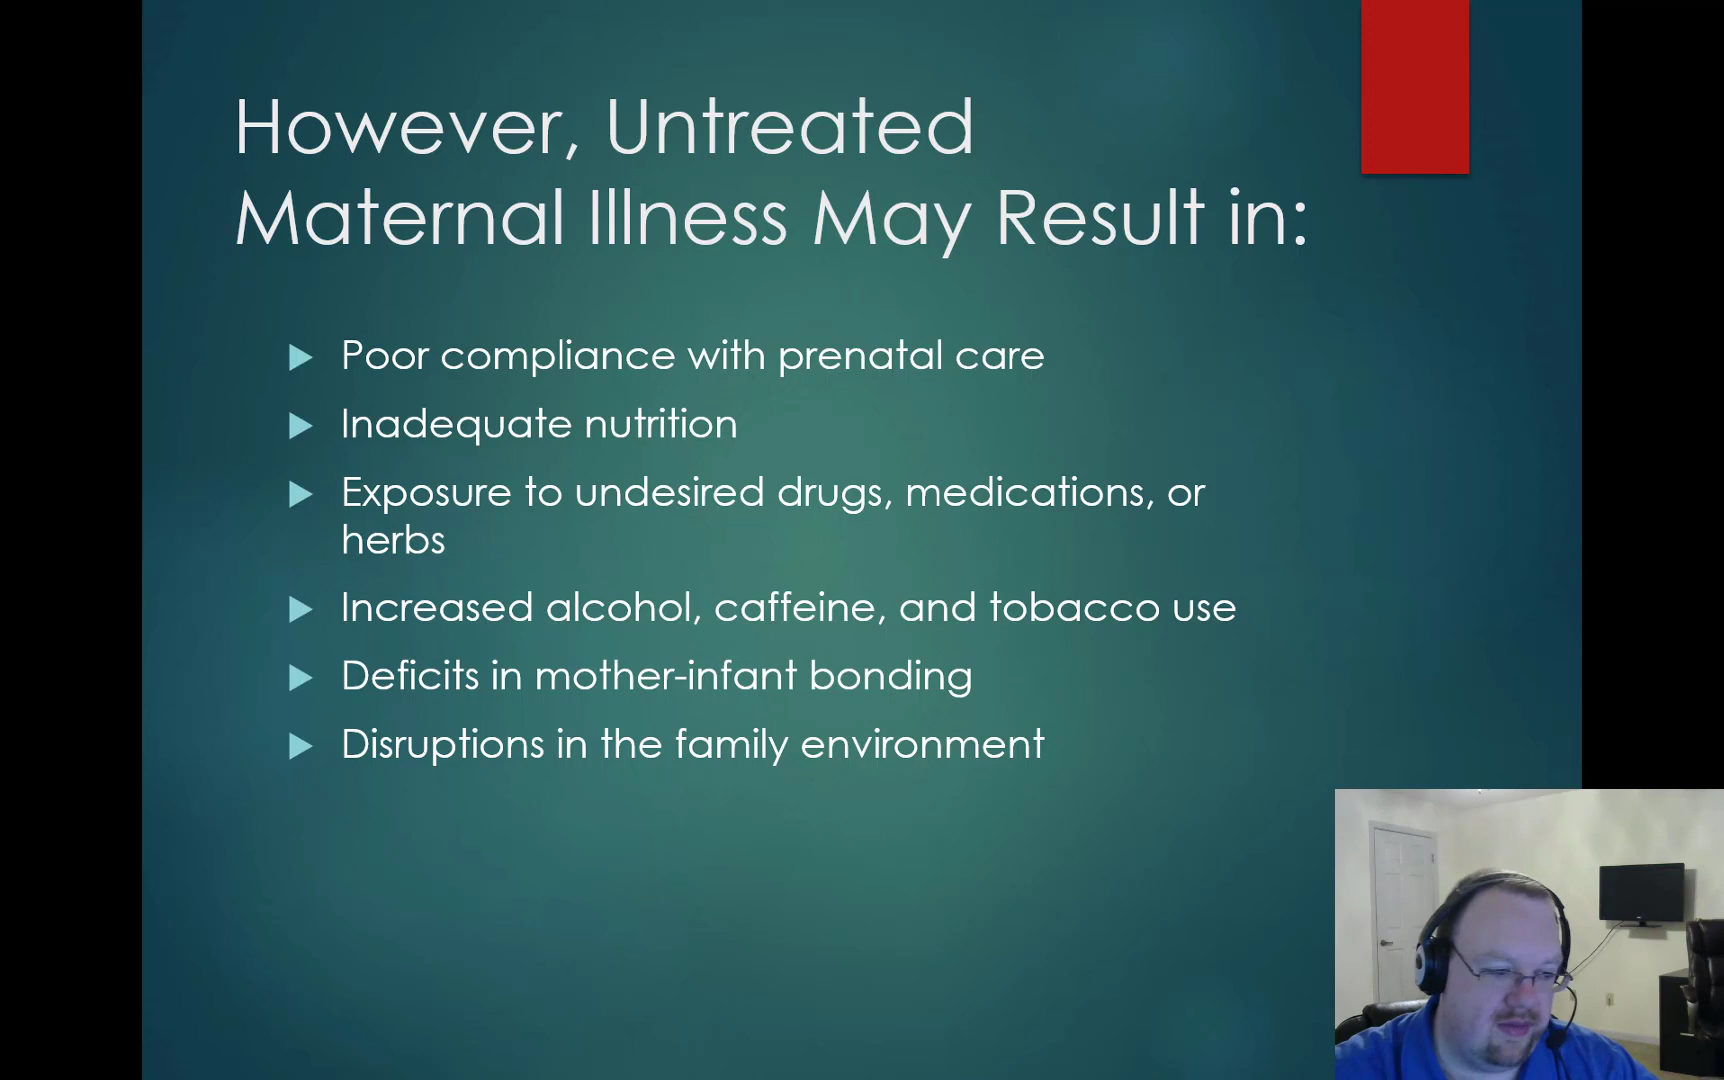 However, Untreated
Maternal Illness May Result in:
Poor compliance with prenatal care
Inadequate nutrition
Exposure to undesired drugs, medications, or
herbs
Increased alcohol, caffeine, and tobacco use
Deficits in mother-infant bonding
Disruptions in the family environment